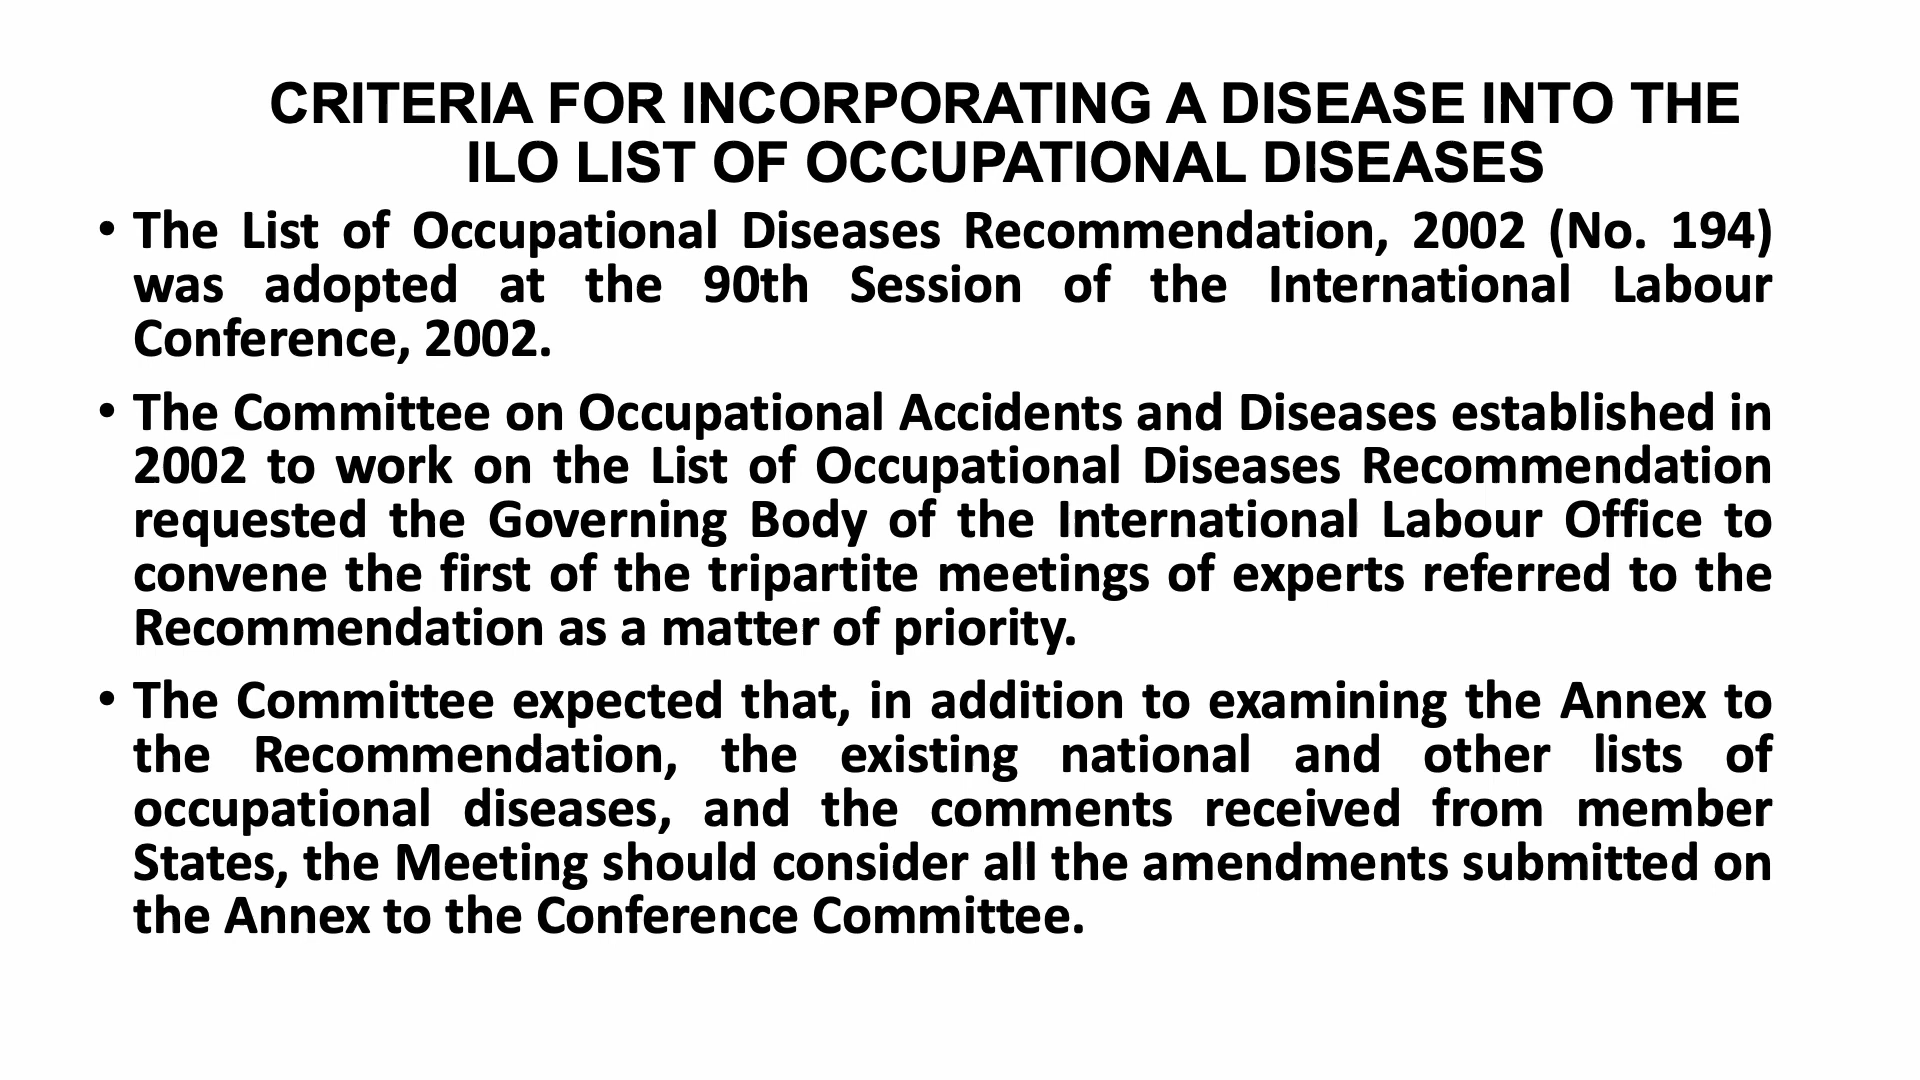 CRITERIA FOR INCORPORATING A DISEASE INTO THE
ILO LIST OF OCCUPATIONAL DISEASES
• The List of Occupational Diseases Recommendation, 2002 (No. 194)
was adopted at the 90th Session of the International Labour
Conference, 2002.
• The Committee on Occupational Accidents and Diseases established in
2002 to work on the List of Occupational Diseases Recommendation
requested the Governing Body of the International Labour Office to
convene the first of the tripartite meetings of experts referred to the
Recommendation as a matter of priority.
• The Committee expected that, in addition to examining the Annex to
the Recommendation, the existing national and other lists of
occupational diseases, and the comments received from member
States, the Meeting should consider all the amendments submitted on
the Annex to the Conference Committee.